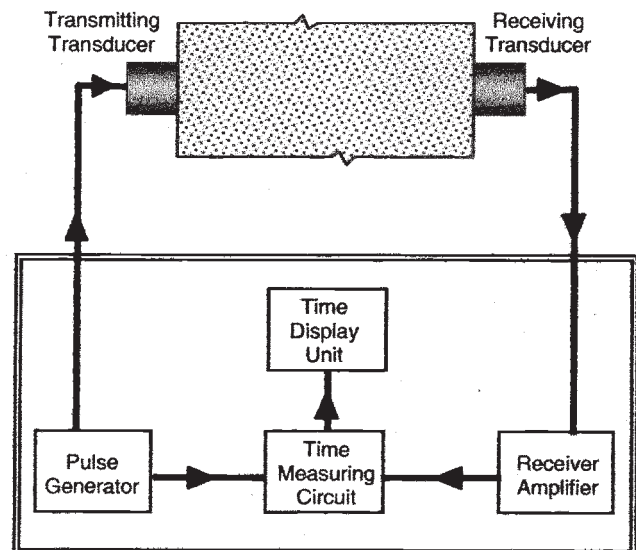 Transmitting
Transducer
Receiving
Transducer
Time
Display
Unit
Pulse
Generator
Time
Measuring
Circuit
Receiver
Amplifier